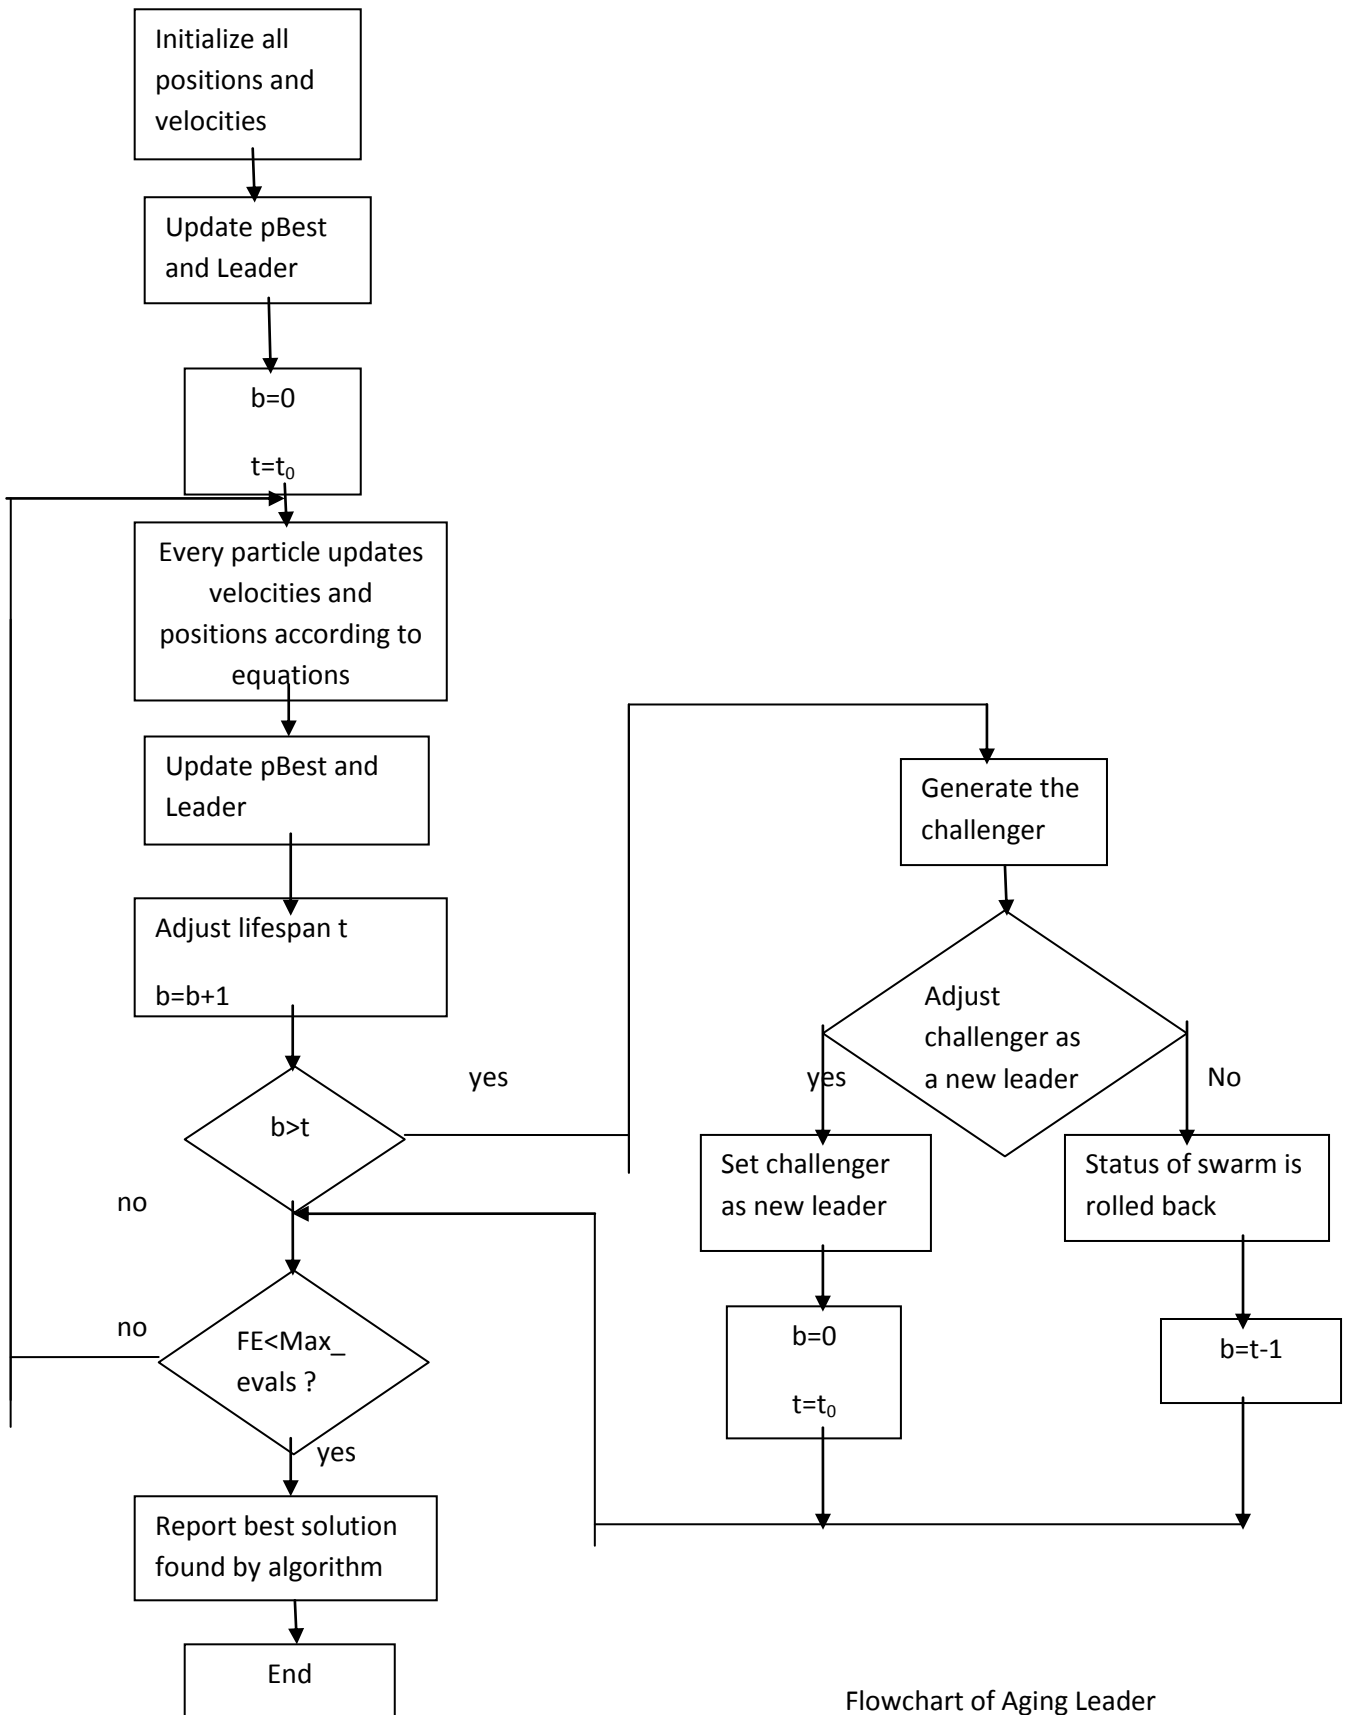 Initialize all
positions and
velocities
Update pBest
and Leader
b=0
t=t₀
Every particle updates
velocities and
positions according to
equations
Update pBest and
Leader
Adjust lifespan t
b=b+1
b>t
yes
no
FE<Max_
evals ?
no
yes
Report best solution
found by algorithm
End
Generate the
challenger
Adjust
challenger as
a new leader
yes
No
Set challenger
as new leader
b=0
t=t₀
Status of swarm is
rolled back
b=t-1
Flowchart of Aging Leader